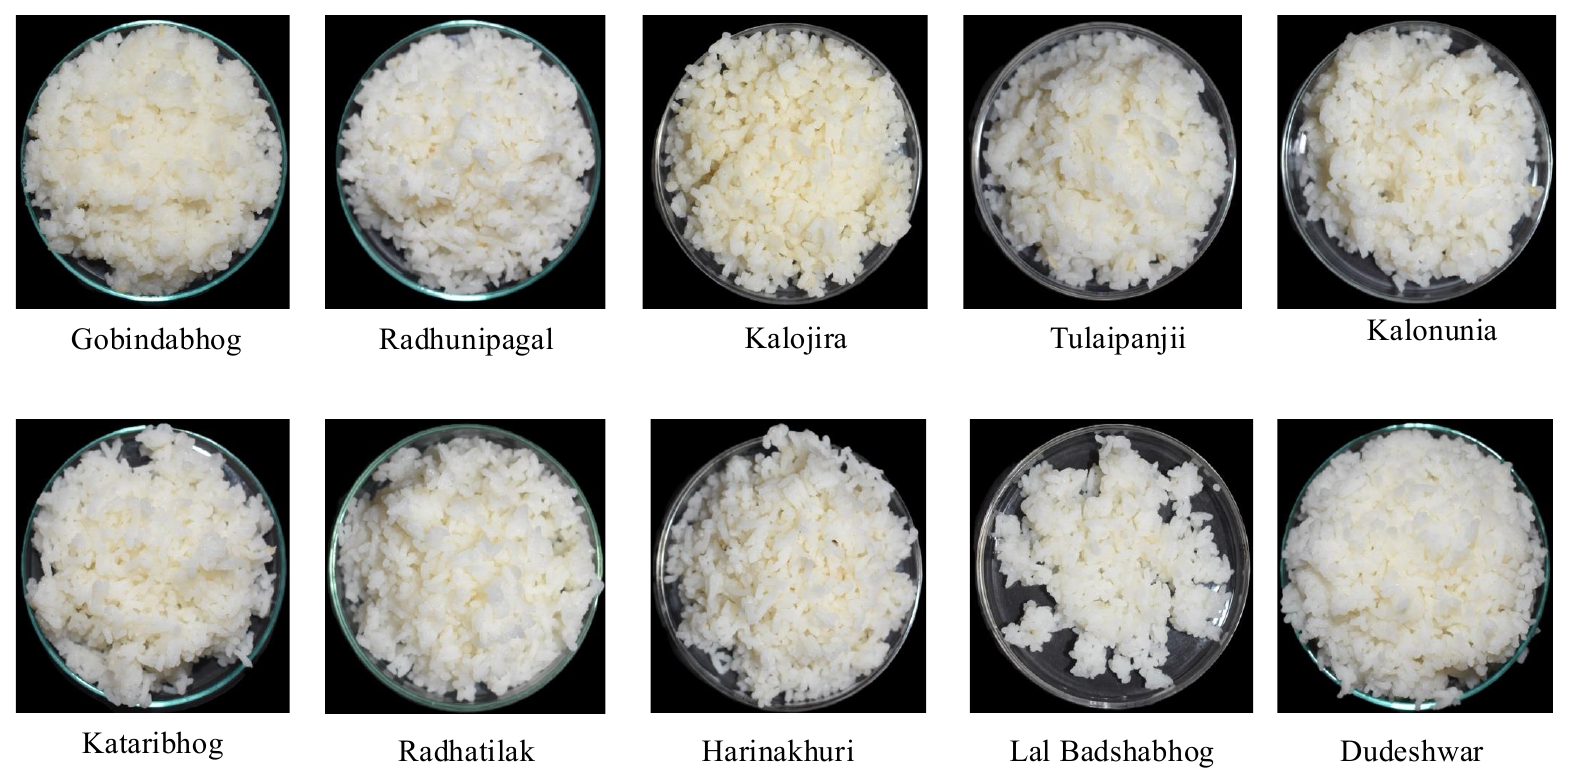 Gobindabhog
Radhunipagal
Kalojira
Tulaipanjii
Kalonunia
Kataribhog
Radhatilak
Harinakhuri
Lal Badshabhog
Dudeshwar